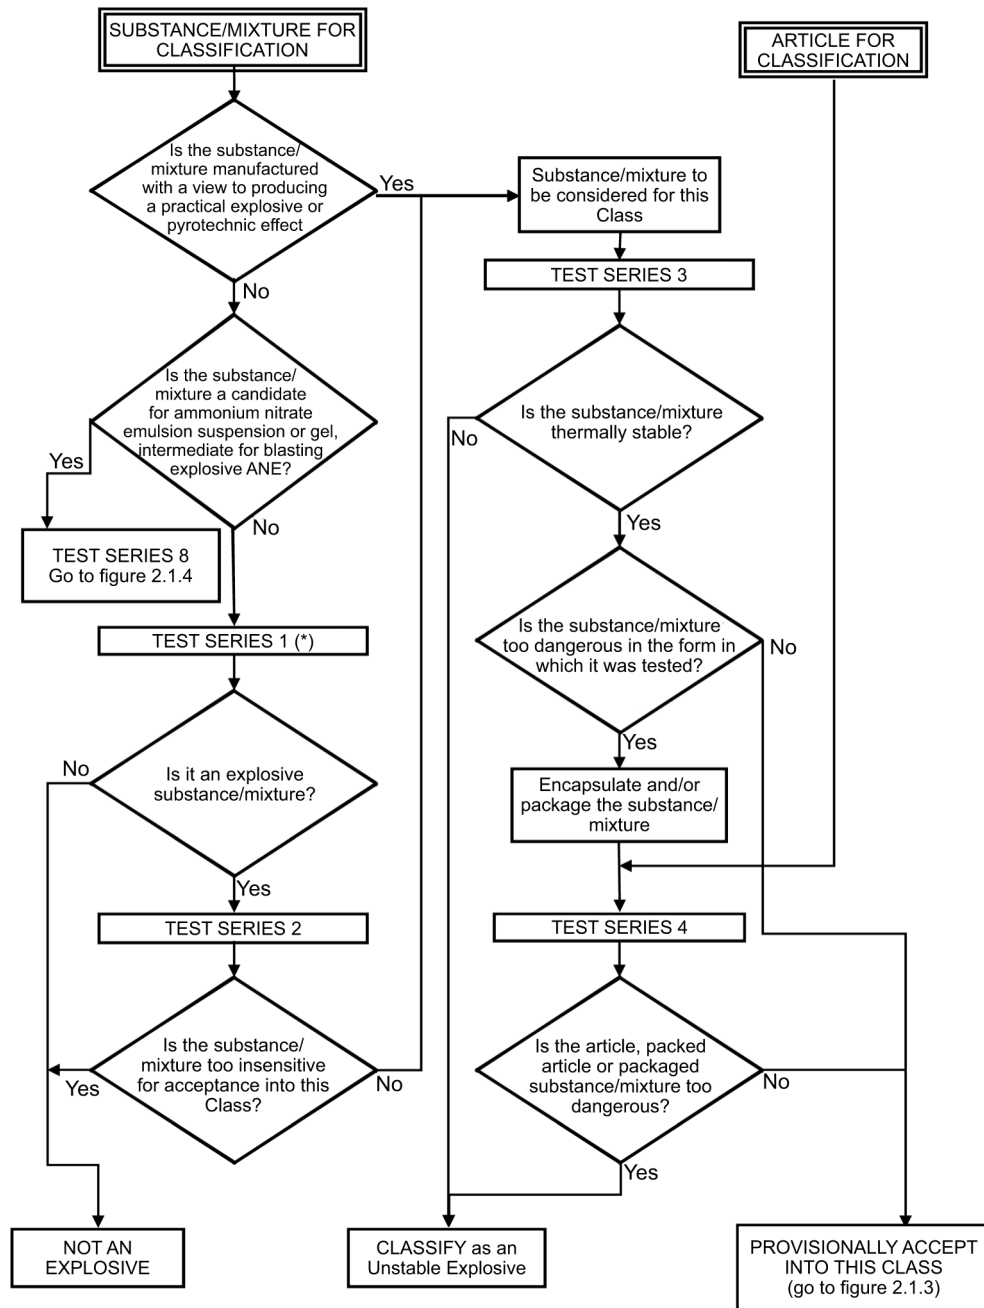 SUBSTANCE/MIXTURE FOR
CLASSIFICATION
ARTICLE FOR
CLASSIFICATION
Is the substance/
mixture manufactured
with a view to producing
a practical explosive or
pyrotechnic effect
Yes
No
Substance/mixture to
be considered for this
Class
TEST SERIES 3
Is the substance/
mixture a candidate
for ammonium nitrate
emulsion suspension or gel,
intermediate for blasting
explosive ANE?
Yes
No
TEST SERIES 8
Go to figure 2.1.4
Is the substance/mixture
thermally stable?
No
Yes
TEST SERIES 1 (*)
Is the substance/mixture
too dangerous in the form in
which it was tested?
No
Yes
Is it an explosive
substance/mixture?
No
Yes
Encapsulate and/or
package the substance/
mixture
TEST SERIES 2
TEST SERIES 4
Is the substance/
mixture too insensitive
for acceptance into this
Class?
Yes
No
Is the article, packed
article or packaged
substance/mixture too
dangerous?
No
Yes
NOT AN
EXPLOSIVE
CLASSIFY as an
Unstable Explosive
PROVISIONALLY ACCEPT
INTO THIS CLASS
(go to figure 2.1.3)